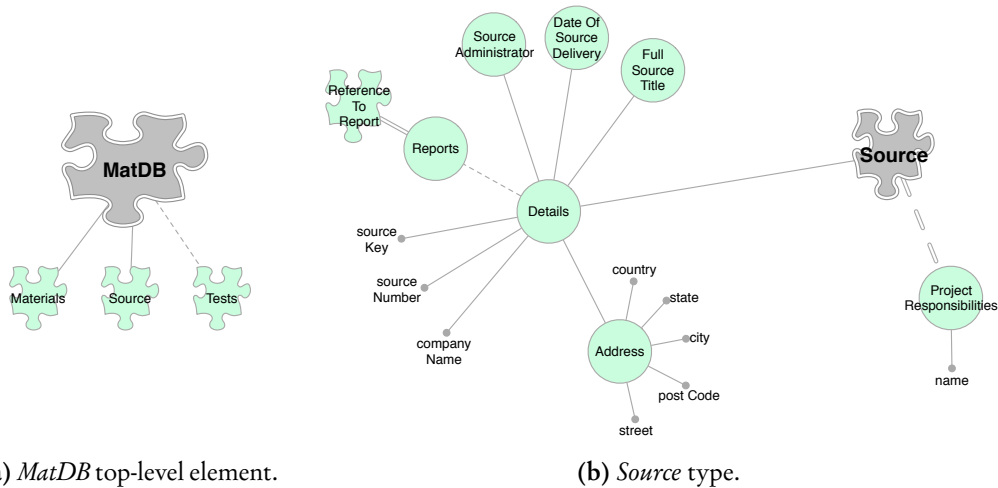 MatDB
Materials
Source
Tests
Source
Administrator
Date Of
Source
Delivery
Full
Source
Title
Reference
To
Report
Reports
Details
Source
source
Key
source
Number
company
Name
country
state
city
Address
post Code
street
Project
Responsibilities
name
) MatDB top-level element.
(b) Source type.